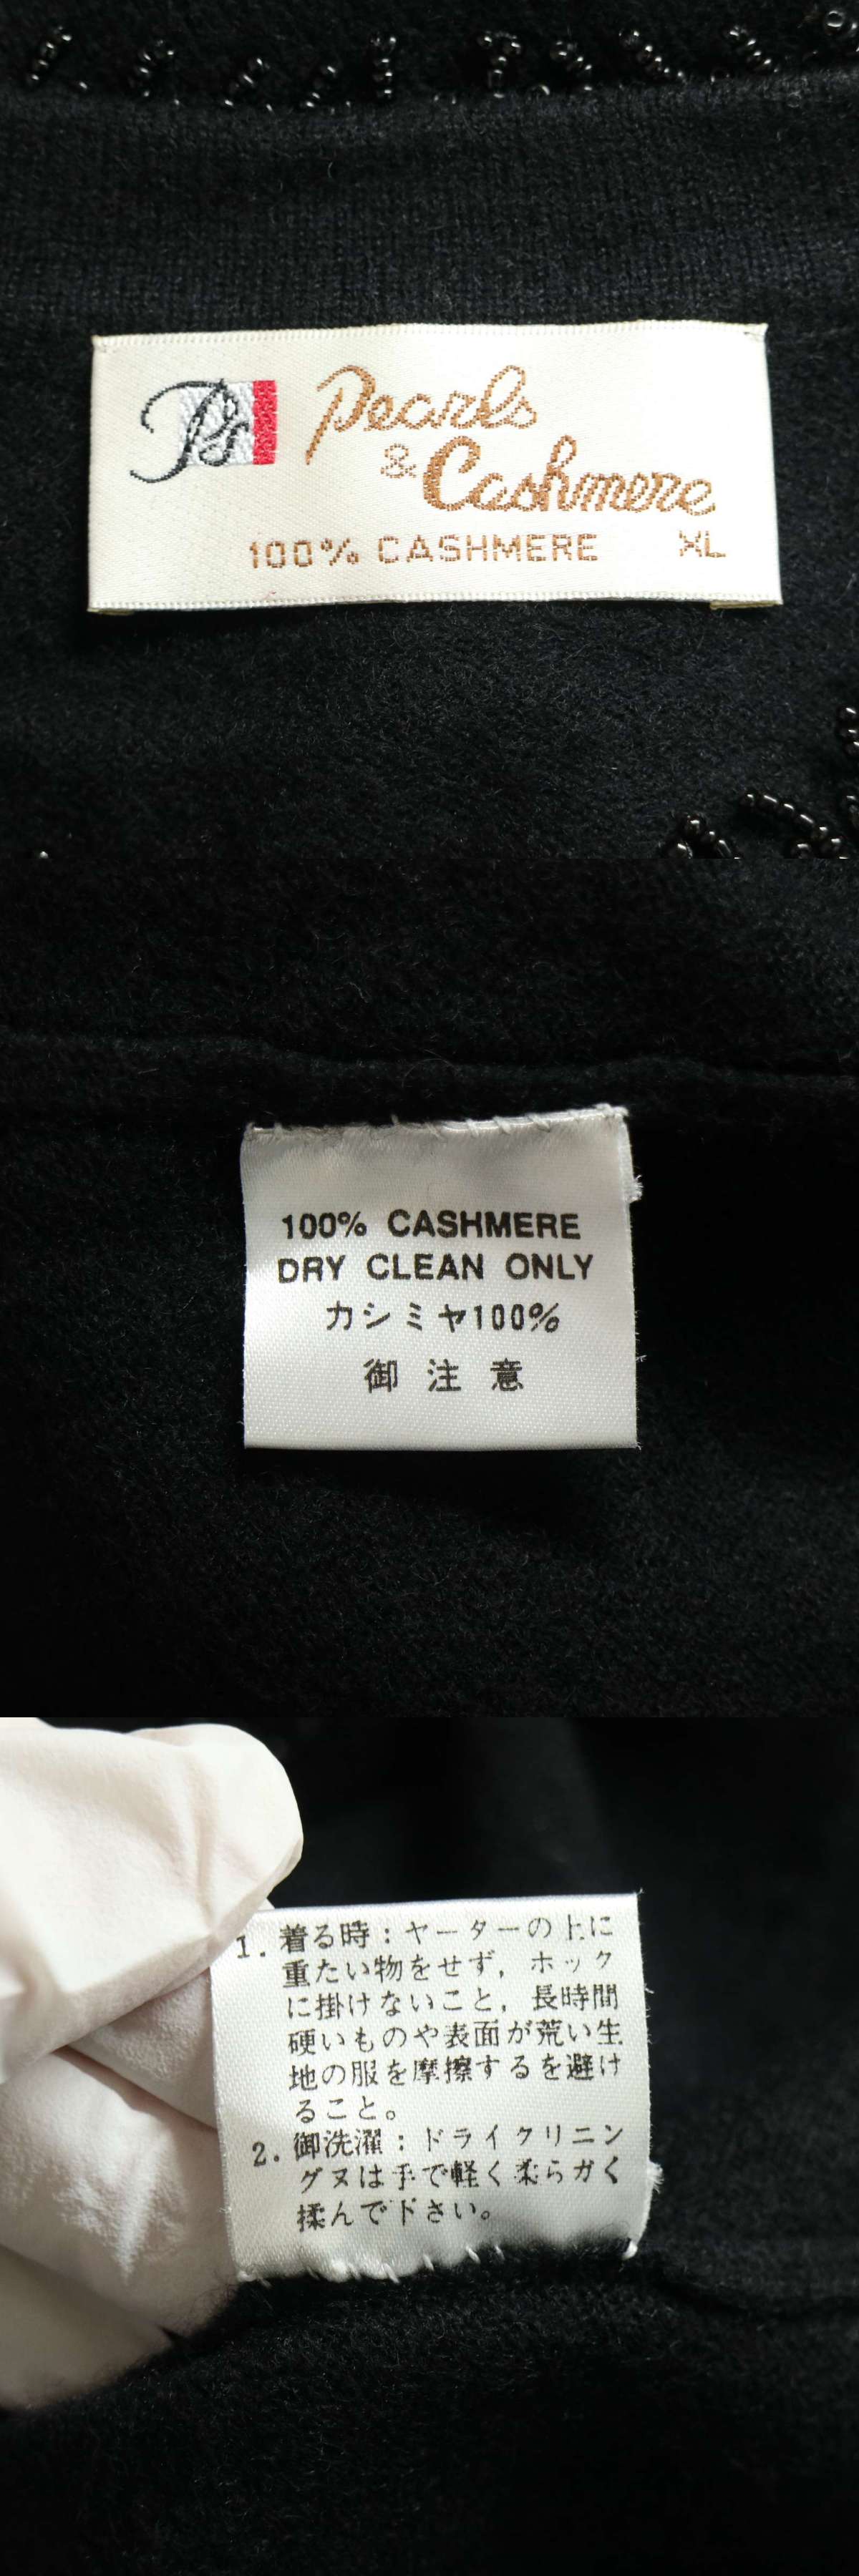 P's
Pearls
& Cashmere
100% CASHMERE XL
100% CASHMERE
DRY CLEAN ONLY
カシミヤ100%
御注意
1. 着る時：ヤーターの上に
重たい物をせず，ホック
に掛けないこと，長時間
硬いものや表面が荒い生
地の服を摩擦するを避け
ること。
2. 御洗濯：ドライクリニン
グヌは手で軽く柔らガく
揉んで下さい。